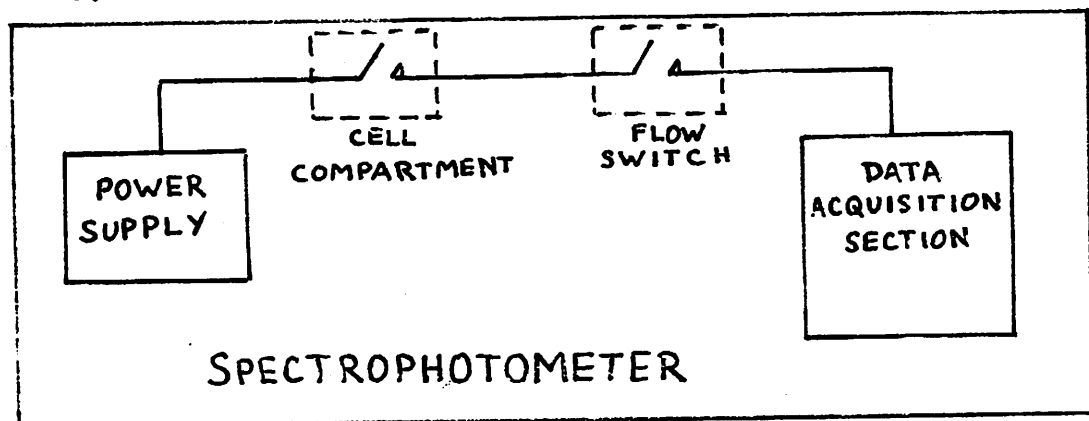 CELL
COMPARTMENT
FLOW
SWITCH
POWER
SUPPLY
DATA
ACQUISITION
SECTION
SPECTROPHOTOMETER